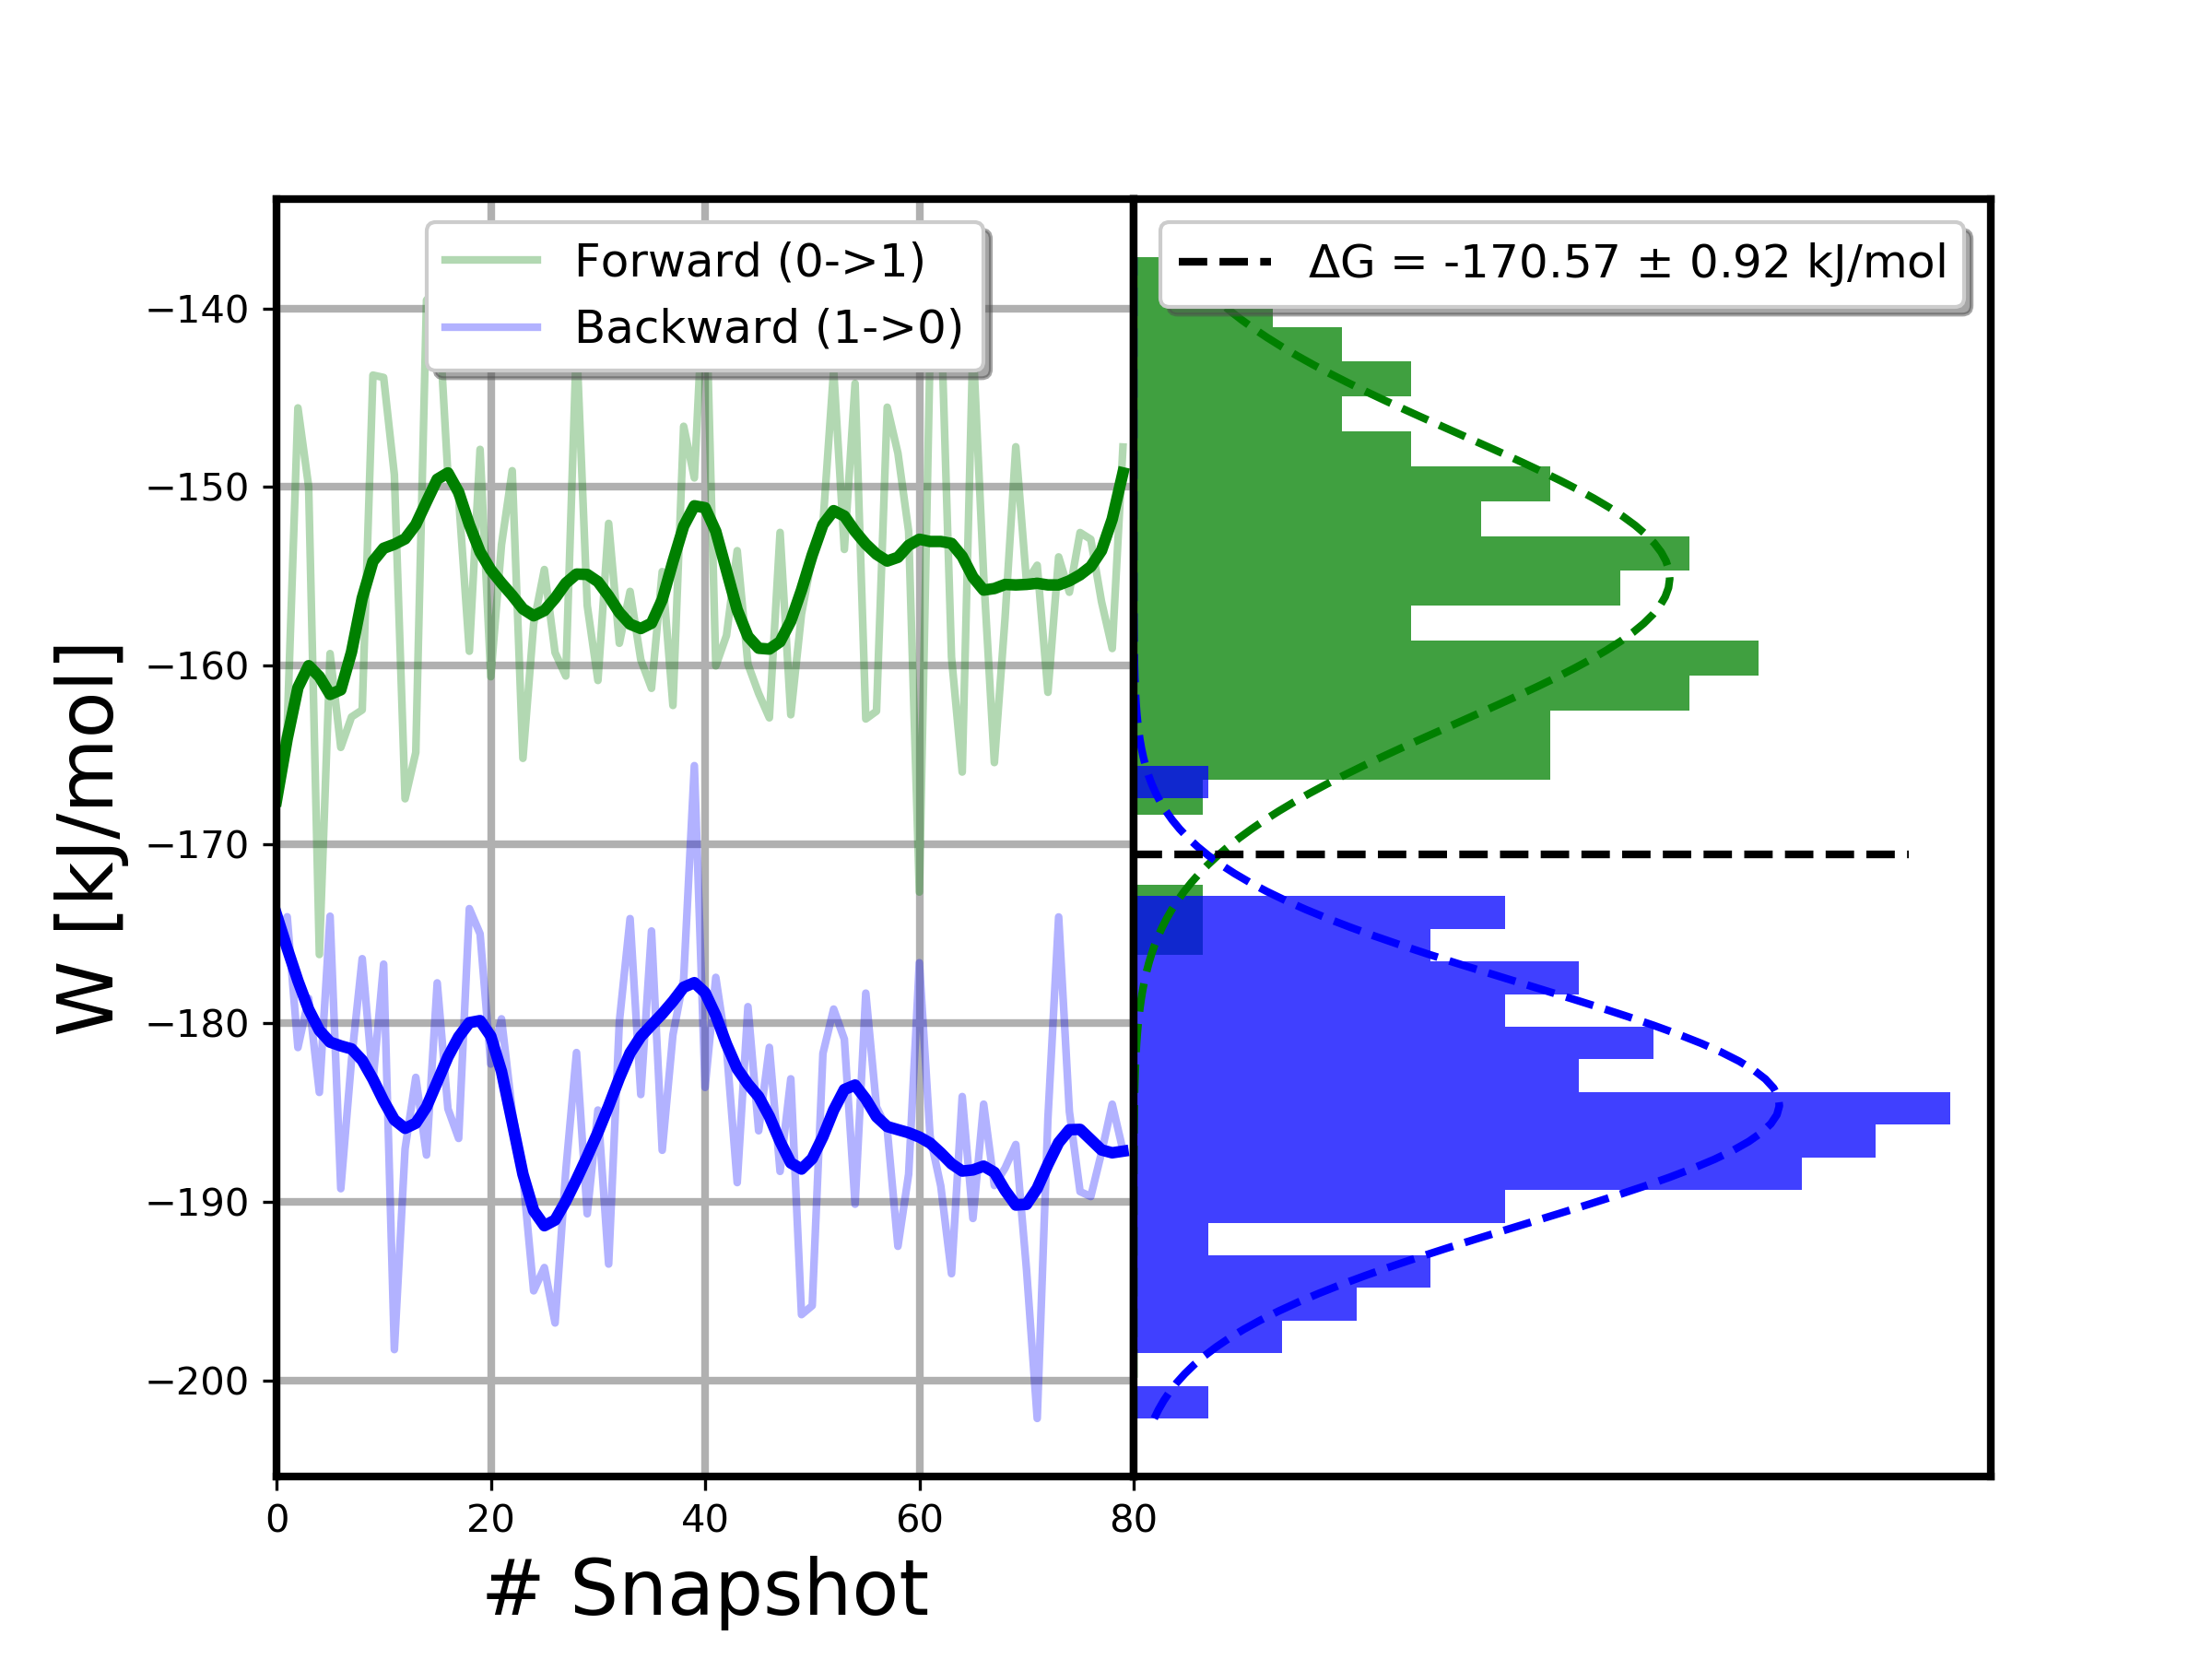 Forward (0->1)
Backward (1->0)
ΔG = -170.57 ± 0.92 kJ/mol
W [kJ/mol]
−140
−150
−160
−170
−180
−190
−200
0 20 40 60 80
# Snapshot